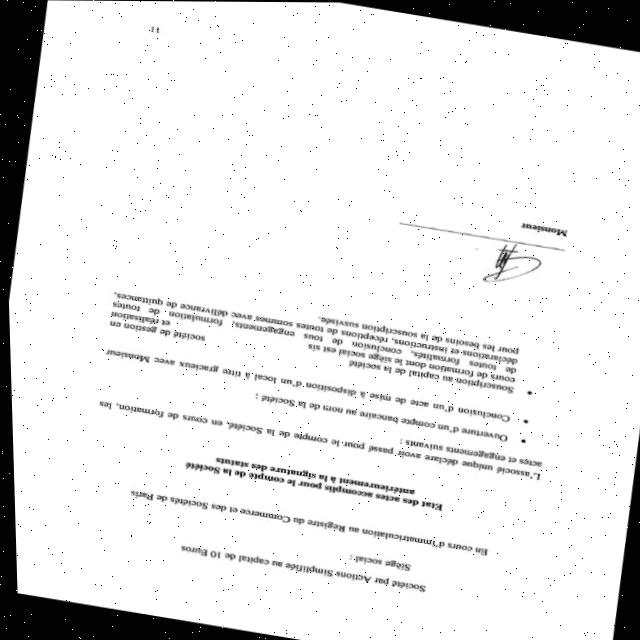 Société par Actions Simplifiée au capital de 10 Euros
Siège social :
En cours d'immatriculation au Régistre du Commerce et des Sociétés de Paris
Etat des actes accomplis pour le compte de la Société
antérieurement à la signature des statuts
L'associé unique déclare avoir passé pour le compte de la Société, en cours de formation, les
actes et engagements suivants :
• Ouverture d'un compte bancaire au nom de la Société ;
• Conclusion d'un acte de mise à disposition d'un local à titre gracieux avec Monsieur
• Souscription au capital de la société société de gestion en
cours de formation dont le siège social est sis et réalisation
de toutes formalités, conclusion de tous engagements; formulation de toutes
déclarations et instructions, réceptions de toutes sommes avec délivrance de quittances,
pour les besoins de la souscription susvisée.
Monsieur
11